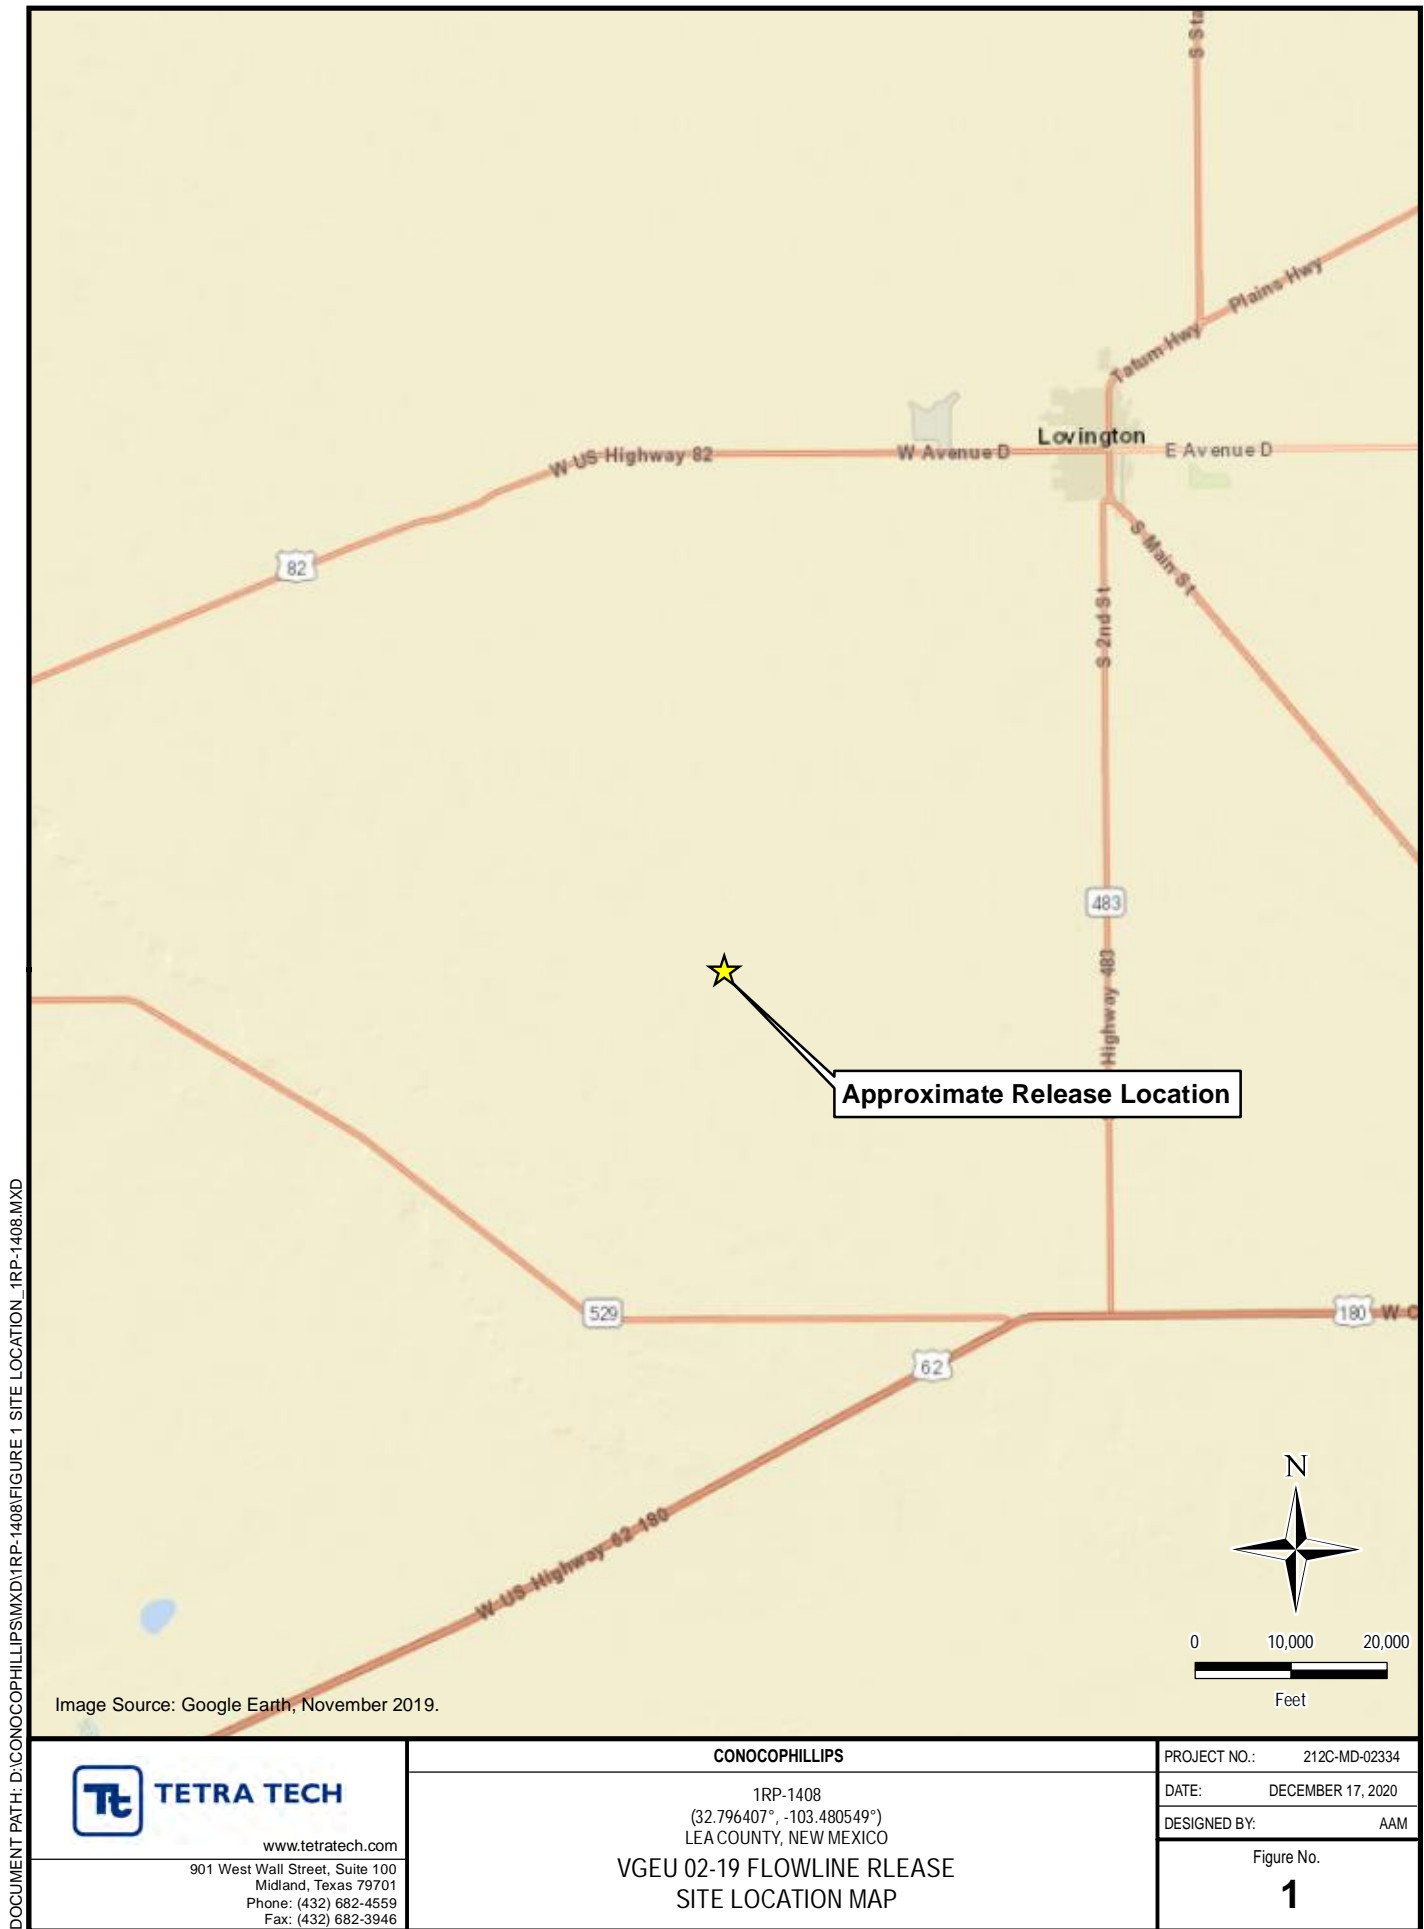 S Sta
Plains Hwy
Tatum Hwy
Lovington
W US Highway 82
W Avenue D
E Avenue D
82
S Main St
S 2nd St
483
Highway 483
Approximate Release Location
529
180
W C
62
W US Highway 62 180
N
0 10,000 20,000
Feet
Image Source: Google Earth, November 2019.
DOCUMENT PATH: D:\CONOCOPHILLIPS\MXD\1RP-1408\FIGURE 1 SITE LOCATION_1RP-1408.MXD
Tt TETRA TECH
www.tetratech.com
901 West Wall Street, Suite 100
Midland, Texas 79701
Phone: (432) 682-4559
Fax: (432) 682-3946
CONOCOPHILLIPS
1RP-1408
(32.796407°, -103.480549°)
LEA COUNTY, NEW MEXICO
VGEU 02-19 FLOWLINE RLEASE
SITE LOCATION MAP
PROJECT NO.: 212C-MD-02334
DATE: DECEMBER 17, 2020
DESIGNED BY: AAM
Figure No.
1